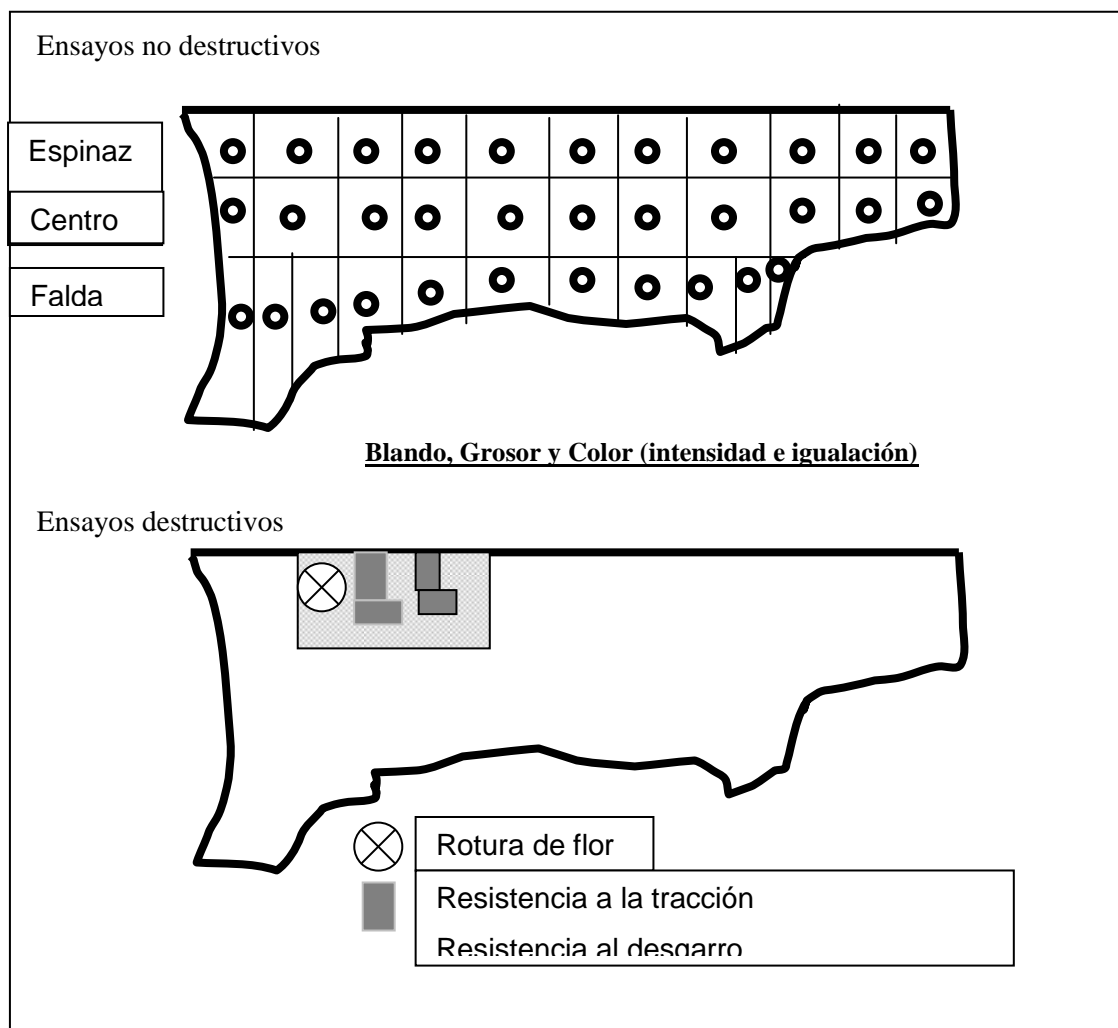 Ensayos no destructivos
Espinaz
Centro
Falda
Blando, Grosor y Color (intensidad e igualación)
Ensayos destructivos
Rotura de flor
Resistencia a la tracción
Resistencia al desgarro